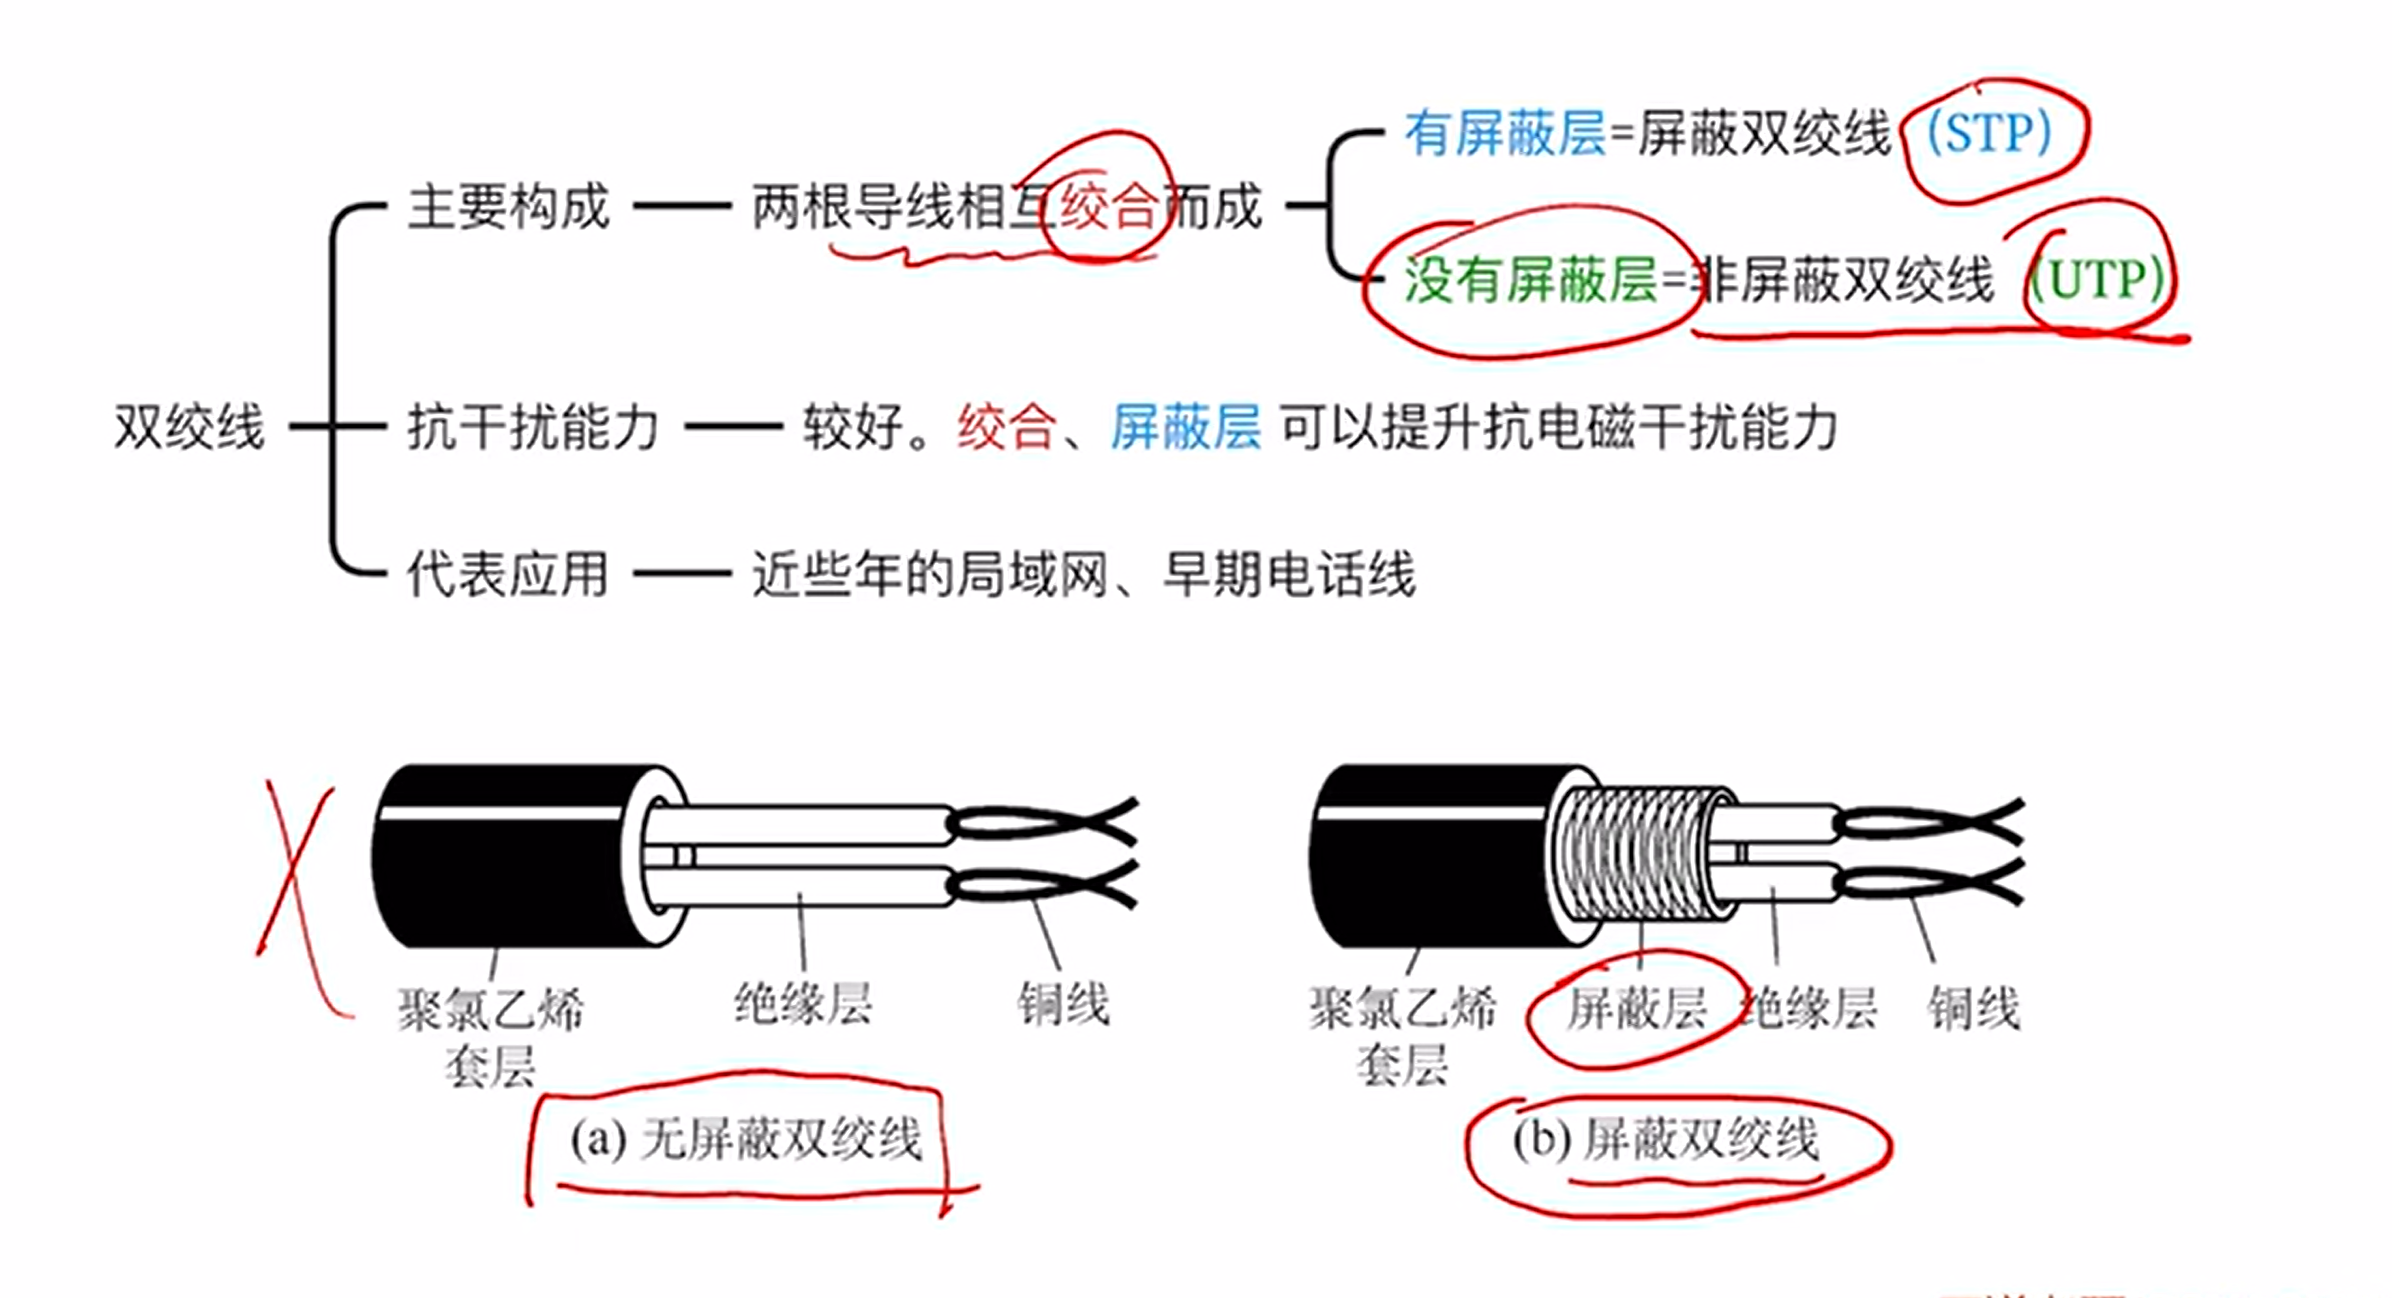 有屏蔽层=屏蔽双绞线 (STP)
主要构成 两根导线相互绞合而成
没有屏蔽层=非屏蔽双绞线 (UTP)
双绞线 抗干扰能力 较好。绞合、屏蔽层 可以提升抗电磁干扰能力
代表应用 近些年的局域网、早期电话线
聚氯乙烯 绝缘层 铜线
套层
(a) 无屏蔽双绞线
聚氯乙烯 屏蔽层 绝缘层 铜线
套层
(b) 屏蔽双绞线